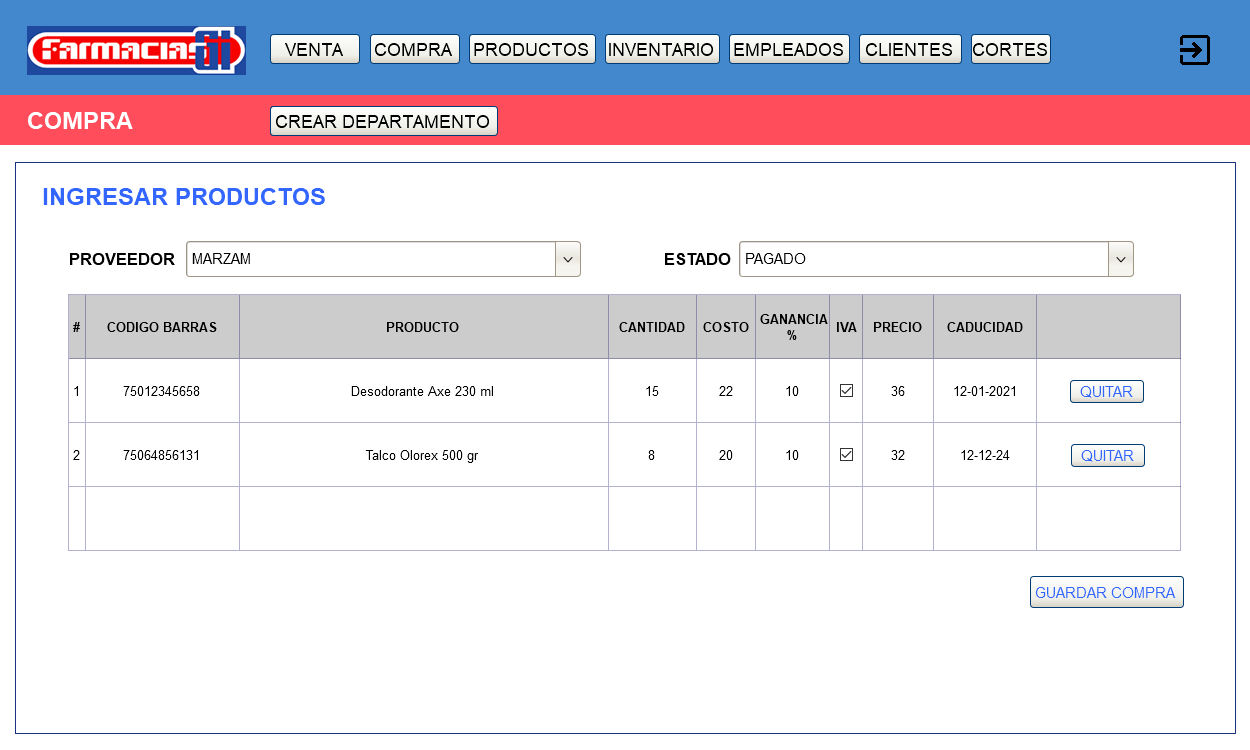 Farmacias GI
VENTA COMPRA PRODUCTOS INVENTARIO EMPLEADOS CLIENTES CORTES
COMPRA CREAR DEPARTAMENTO
INGRESAR PRODUCTOS
PROVEEDOR MARZAM ESTADO PAGADO
# CODIGO BARRAS PRODUCTO CANTIDAD COSTO GANANCIA % IVA PRECIO CADUCIDAD
1 75012345658 Desodorante Axe 230 ml 15 22 10 36 12-01-2021 QUITAR
2 75064856131 Talco Olorex 500 gr 8 20 10 32 12-12-24 QUITAR
GUARDAR COMPRA